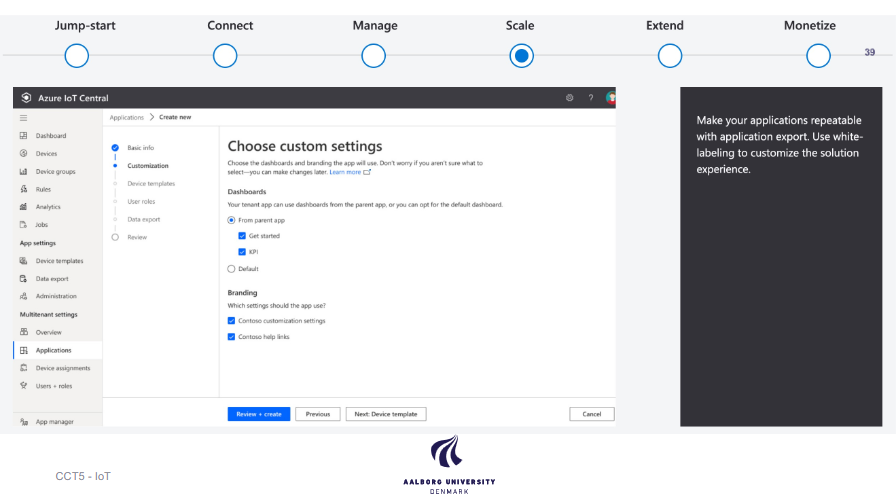 Jump-start Connect Manage Scale Extend Monetize
39
Azure IoT Central
?
Applications > Create new
Dashboard
Devices
Device groups
Rules
Analytics
Jobs
App settings
Device templates
Data export
Administration
Multitenant settings
Overview
Applications
Device assignments
Users + roles
App manager
Basic info
Customization
Device templates
User roles
Data export
Review
Choose custom settings
Choose the dashboards and branding the app will use. Don't worry if you aren't sure what to
select—you can make changes later. Learn more
Dashboards
Your tenant app can use dashboards from the parent app, or you can opt for the default dashboard.
From parent app
Get started
KPI
Default
Branding
Which settings should the app use?
Contoso customization settings
Contoso help links
Review + create Previous Next: Device template Cancel
Make your applications repeatable
with application export. Use white-
labeling to customize the solution
experience.
CCT5 - IoT
AALBORG UNIVERSITY
DENMARK